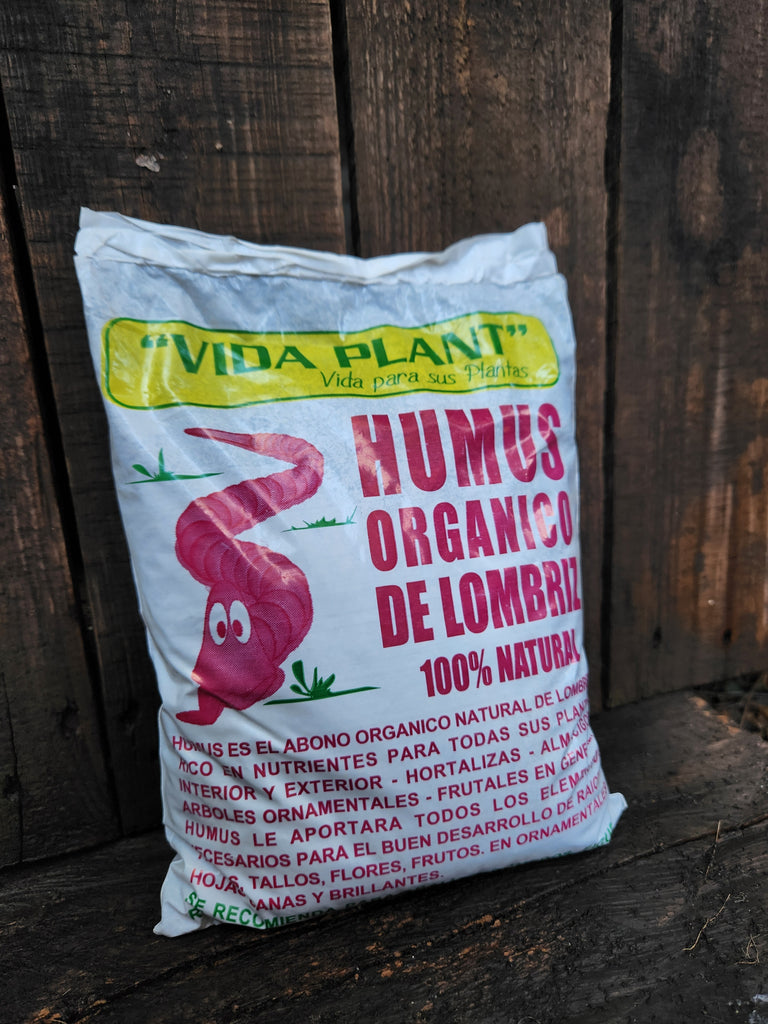 "VIDA PLANT"
Vida para sus Plantas
HUMUS
ORGANICO
DE LOMBRIZ
100% NATURAL
HUMUS ES EL ABONO ORGANICO NATURAL DE
RICO EN NUTRIENTES PARA TODAS SUS
INTERIOR Y EXTERIOR - HORTALIZAS -
ARBOLES ORNAMENTALES - FRUTALES EN
HUMUS LE APORTARA TODOS LOS
PARA EL BUEN DESARROLLO DE
TALLOS, FLORES, FRUTOS. EN ORNAMENTALES
Y BRILLANTES.
SE RECOMIENDA